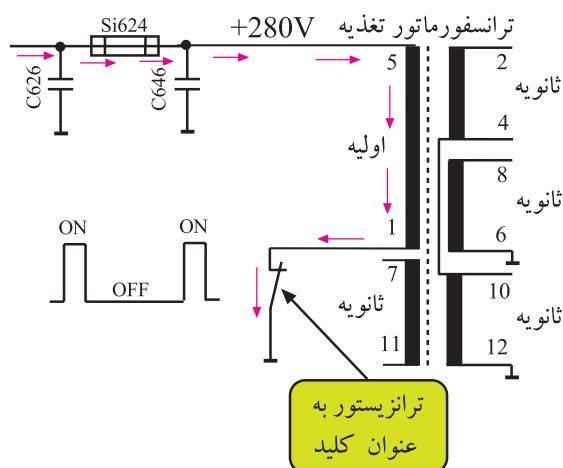 Si624
+280V
ترانسفورماتور تغذیه
C626
C646
5
2
ثانویه
4
اولیه
8
ثانویه
1
6
ON
ON
OFF
7
ثانویه
11
10
ثانویه
12
ترانزیستور به
عنوان کلید